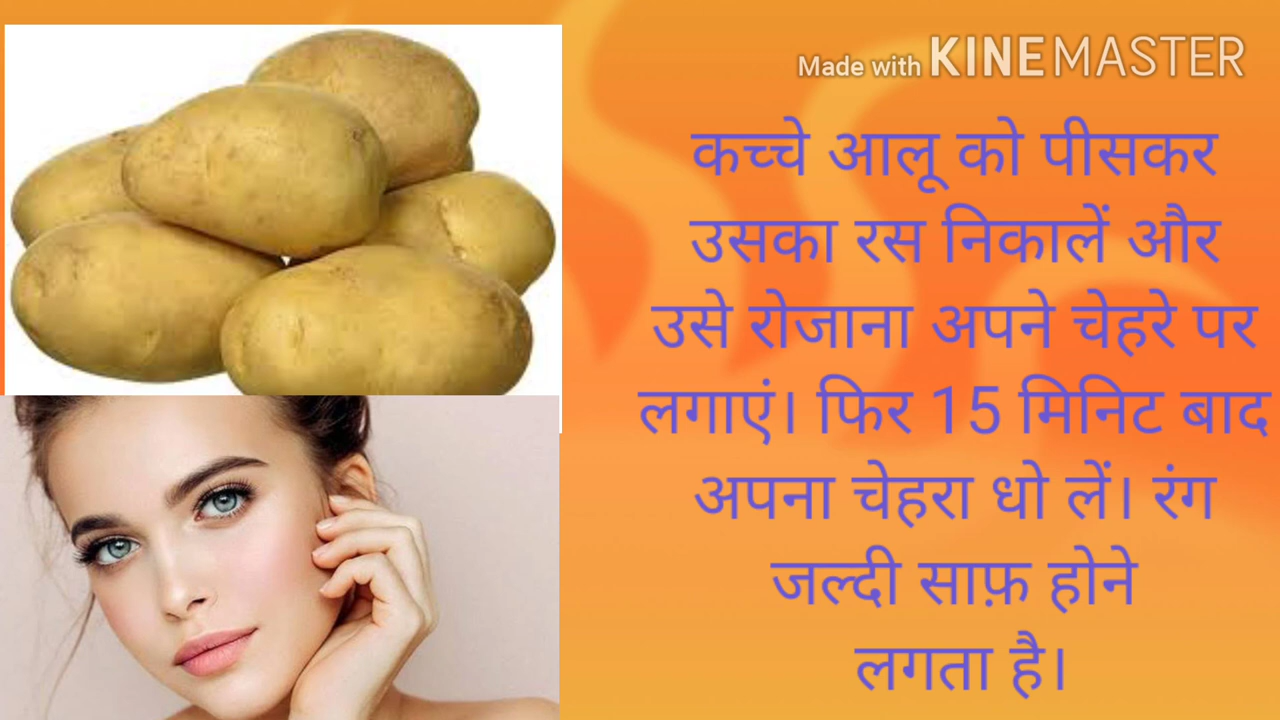 Made with KINEMASTER
कच्चे आलू को पीसकर
उसका रस निकालें और
उसे रोजाना अपने चेहरे पर
लगाएं। फिर 15 मिनिट बाद
अपना चेहरा धो लें। रंग
जल्दी साफ़ होने
लगता है।